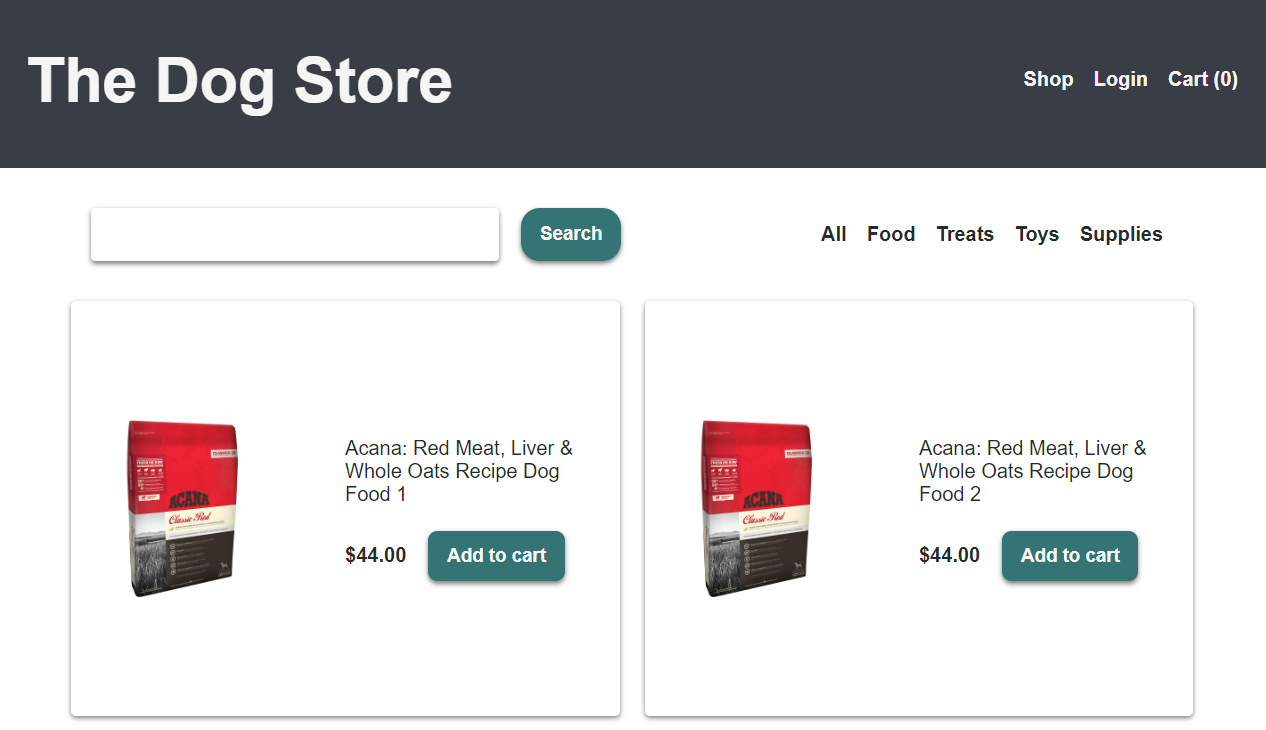 The Dog Store
Shop Login Cart (0)
Search
All Food Treats Toys Supplies
ACANA
Classic Red
Acana: Red Meat, Liver &
Whole Oats Recipe Dog
Food 1
$44.00 Add to cart
ACANA
Classic Red
Acana: Red Meat, Liver &
Whole Oats Recipe Dog
Food 2
$44.00 Add to cart